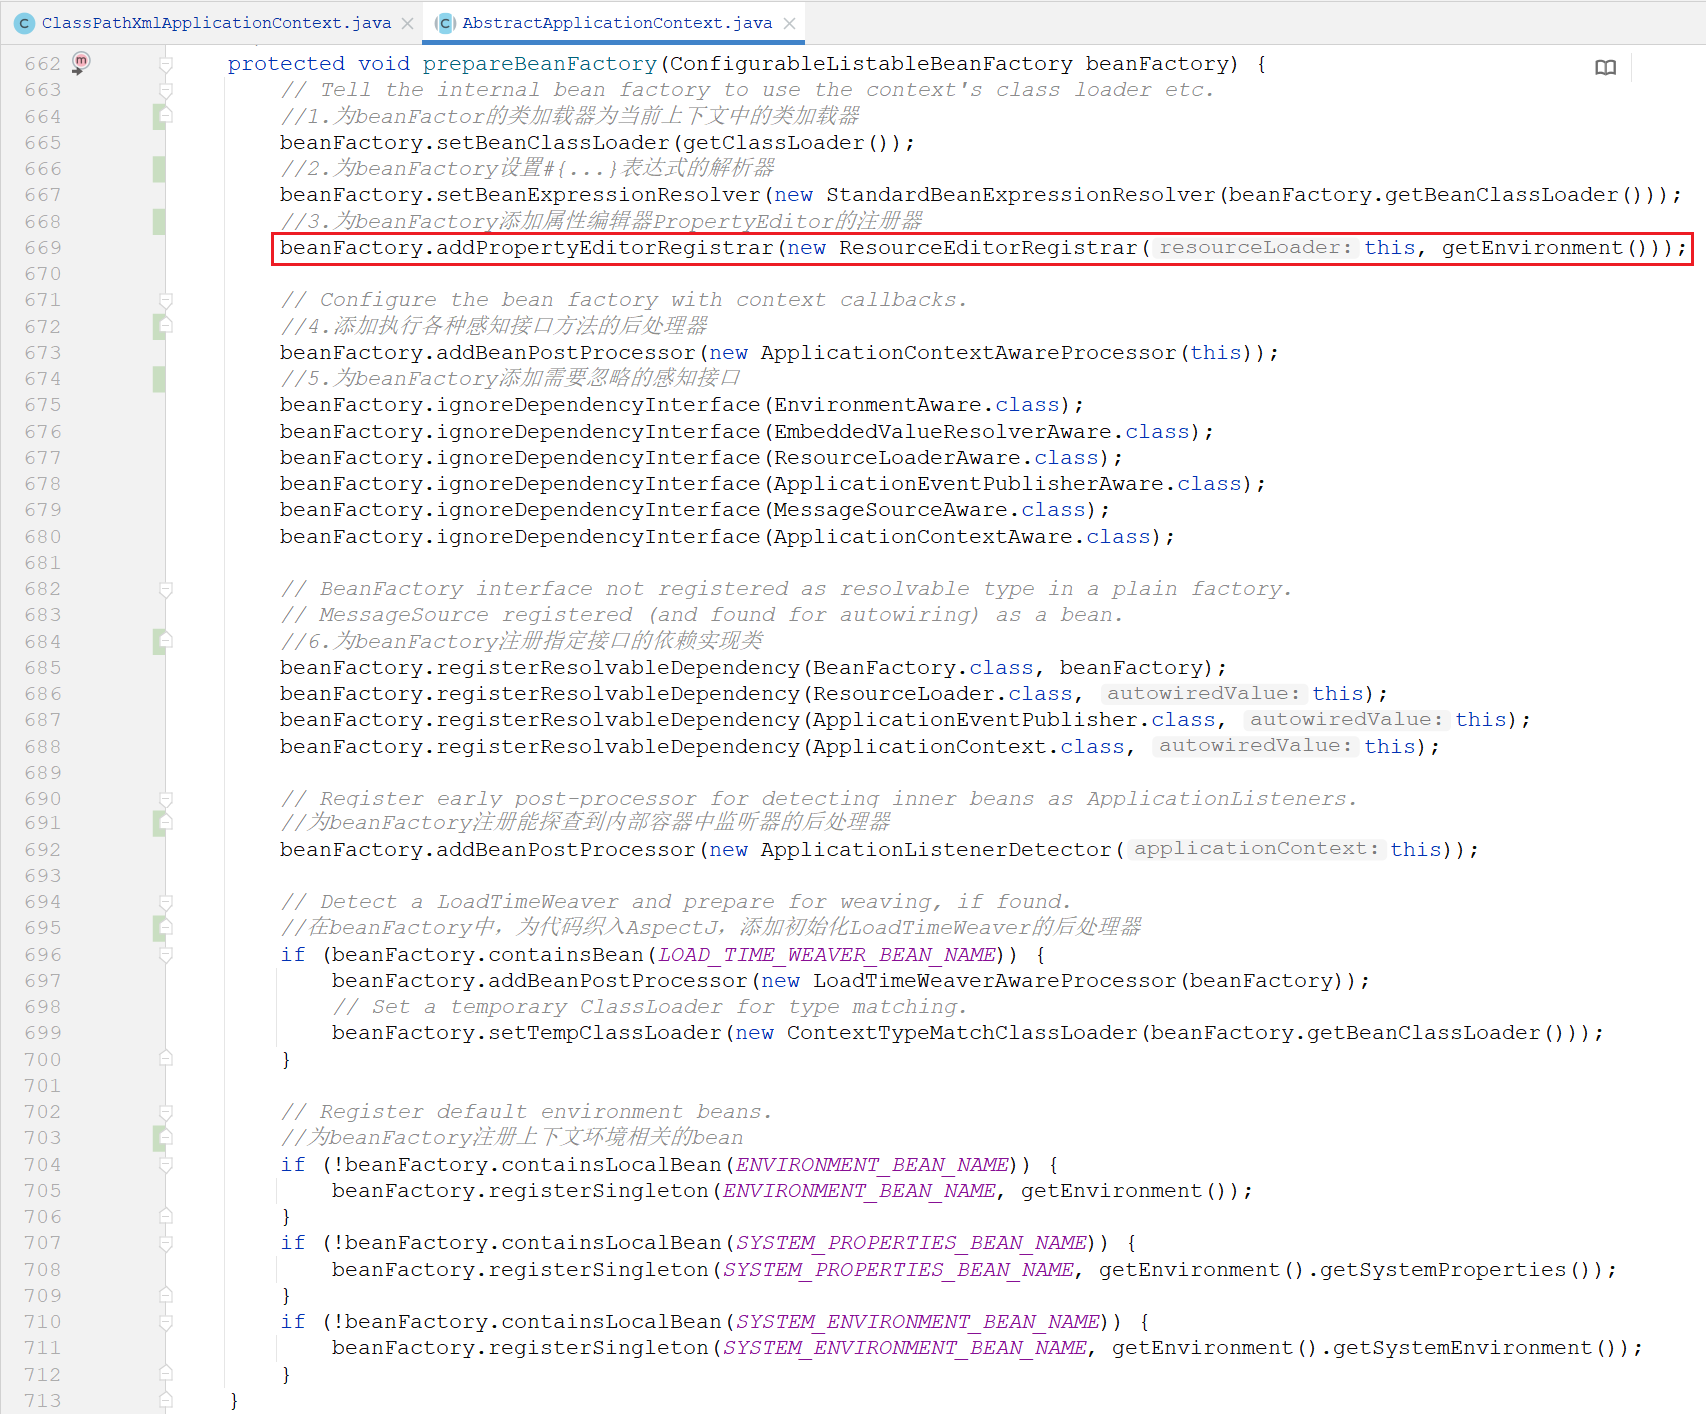 ClassPathXmlApplicationContext.java AbstractApplicationContext.java
662 protected void prepareBeanFactory(ConfigurableListableBeanFactory beanFactory) {
663 // Tell the internal bean factory to use the context's class loader etc.
664 //1.为beanFactor的类加载器为当前上下文中的类加载器
665 beanFactory.setBeanClassLoader(getClassLoader());
666 //2.为beanFactory设置#{...}表达式的解析器
667 beanFactory.setBeanExpressionResolver(new StandardBeanExpressionResolver(beanFactory.getBeanClassLoader()));
668 //3.为beanFactory添加属性编辑器PropertyEditor的注册器
669 beanFactory.addPropertyEditorRegistrar(new ResourceEditorRegistrar( resourceLoader: this, getEnvironment()));
670
671 // Configure the bean factory with context callbacks.
672 //4.添加执行各种感知接口方法的后处理器
673 beanFactory.addBeanPostProcessor(new ApplicationContextAwareProcessor(this));
674 //5.为beanFactory添加需要忽略的感知接口
675 beanFactory.ignoreDependencyInterface(EnvironmentAware.class);
676 beanFactory.ignoreDependencyInterface(EmbeddedValueResolverAware.class);
677 beanFactory.ignoreDependencyInterface(ResourceLoaderAware.class);
678 beanFactory.ignoreDependencyInterface(ApplicationEventPublisherAware.class);
679 beanFactory.ignoreDependencyInterface(MessageSourceAware.class);
680 beanFactory.ignoreDependencyInterface(ApplicationContextAware.class);
681
682 // BeanFactory interface not registered as resolvable type in a plain factory.
683 // MessageSource registered (and found for autowiring) as a bean.
684 //6.为beanFactory注册指定接口的依赖实现类
685 beanFactory.registerResolvableDependency(BeanFactory.class, beanFactory);
686 beanFactory.registerResolvableDependency(ResourceLoader.class, autowiredValue: this);
687 beanFactory.registerResolvableDependency(ApplicationEventPublisher.class, autowiredValue: this);
688 beanFactory.registerResolvableDependency(ApplicationContext.class, autowiredValue: this);
689
690 // Register early post-processor for detecting inner beans as ApplicationListeners.
691 //为beanFactory注册能探查到内部容器中监听器的后处理器
692 beanFactory.addBeanPostProcessor(new ApplicationListenerDetector( applicationContext: this));
693
694 // Detect a LoadTimeWeaver and prepare for weaving, if found.
695 //在beanFactory中，为代码织入AspectJ，添加初始化LoadTimeWeaver的后处理器
696 if (beanFactory.containsBean(LOAD_TIME_WEAVER_BEAN_NAME)) {
697 beanFactory.addBeanPostProcessor(new LoadTimeWeaverAwareProcessor(beanFactory));
698 // Set a temporary ClassLoader for type matching.
699 beanFactory.setTempClassLoader(new ContextTypeMatchClassLoader(beanFactory.getBeanClassLoader()));
700 }
701
702 // Register default environment beans.
703 //为beanFactory注册上下文环境相关的bean
704 if (!beanFactory.containsLocalBean(ENVIRONMENT_BEAN_NAME)) {
705 beanFactory.registerSingleton(ENVIRONMENT_BEAN_NAME, getEnvironment());
706 }
707 if (!beanFactory.containsLocalBean(SYSTEM_PROPERTIES_BEAN_NAME)) {
708 beanFactory.registerSingleton(SYSTEM_PROPERTIES_BEAN_NAME, getEnvironment().getSystemProperties());
709 }
710 if (!beanFactory.containsLocalBean(SYSTEM_ENVIRONMENT_BEAN_NAME)) {
711 beanFactory.registerSingleton(SYSTEM_ENVIRONMENT_BEAN_NAME, getEnvironment().getSystemEnvironment());
712 }
713 }